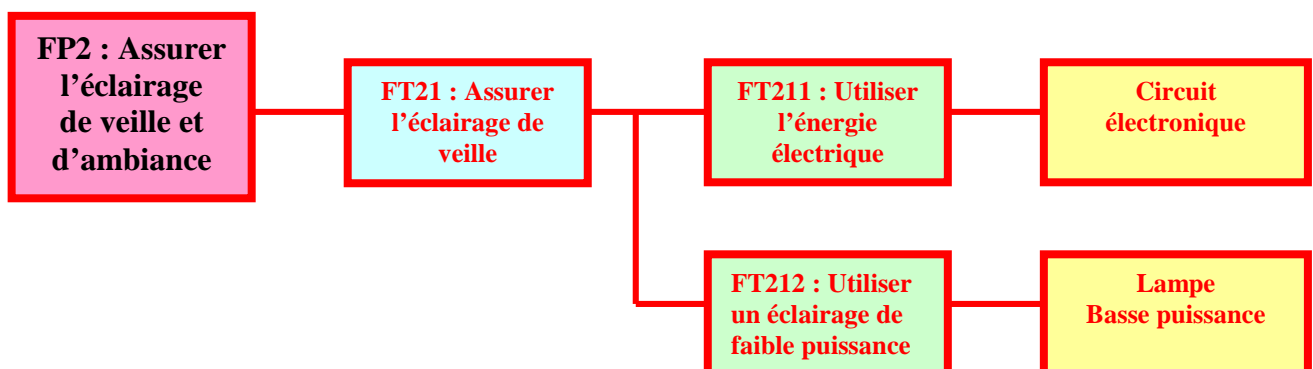 FP2 : Assurer
l’éclairage
de veille et
d’ambiance
FT21 : Assurer
l’éclairage de
veille
FT211 : Utiliser
l’énergie
électrique
Circuit
électronique
FT212 : Utiliser
un éclairage de
faible puissance
Lampe
Basse puissance